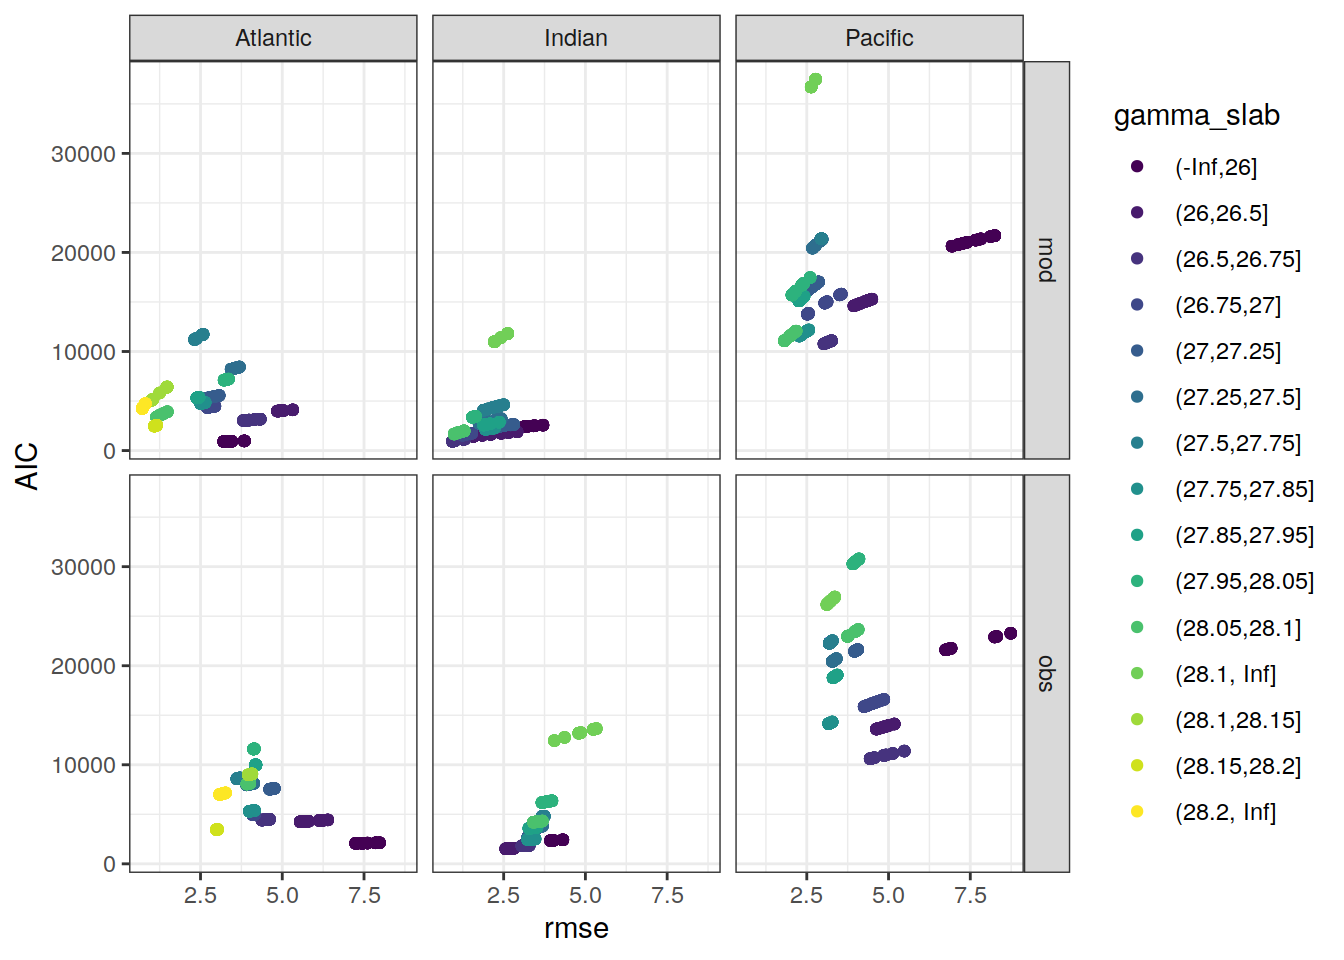 Atlantic
Indian
Pacific
30000
20000
10000
0
mod
30000
20000
10000
0
obs
AIC
2.5 5.0 7.5
2.5 5.0 7.5
2.5 5.0 7.5
rmse
gamma_slab
(-Inf,26]
(26,26.5]
(26.5,26.75]
(26.75,27]
(27,27.25]
(27.25,27.5]
(27.5,27.75]
(27.75,27.85]
(27.85,27.95]
(27.95,28.05]
(28.05,28.1]
(28.1, Inf]
(28.1,28.15]
(28.15,28.2]
(28.2, Inf]